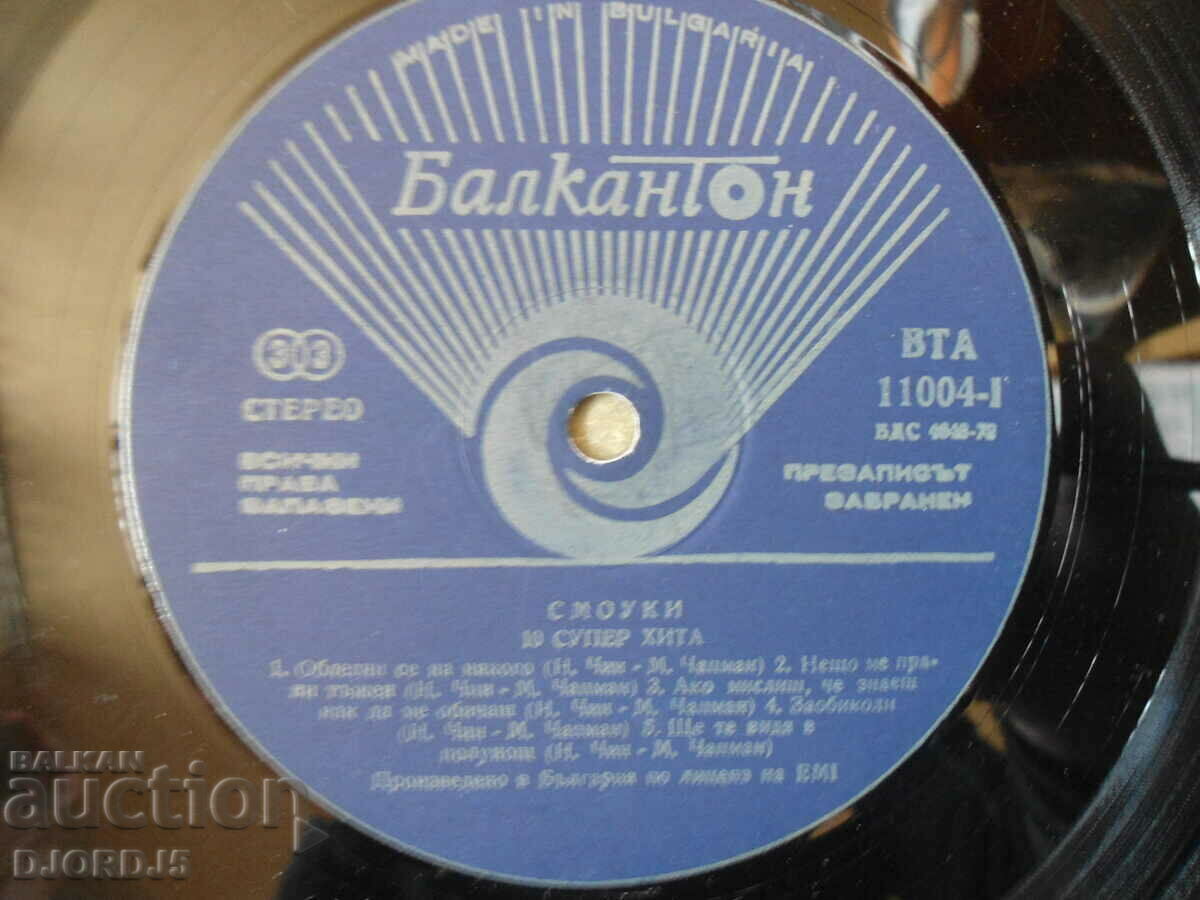 MADE IN BULGARIA
Балкантон
33
СТЕРЕО
ВСИЧКИ
ПРАВА
ЗАПАЗЕНИ
ВТА
11004-I
БДС
ПРЕЗАПИСЪТ
ЗАБРАНЕН
СМОУКИ
10 СУПЕР ХИТА
1. Облегни се на някого (Н. Чин - М. Чапман) 2. Нещо ме пра-
ви тъжен (Н. Чин - М. Чапман) 3. Ако мислиш, че знаеш
как да ме обичаш (Н. Чин - М. Чапман) 4. Заобиколи
(Н. Чин - М. Чапман) 5. Ще те видя в
полунощ (Н. Чин - М. Чапман)
Произведено в България по лиценз на EMI
BALKAN
auction
DJORD.J5